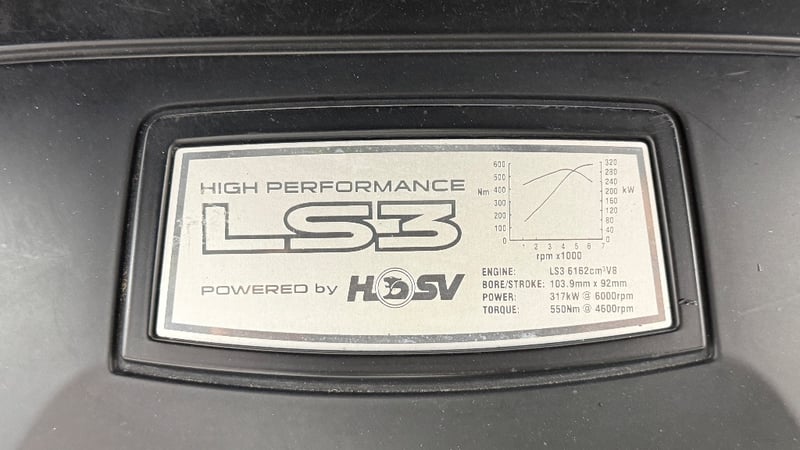 HIGH PERFORMANCE
LS3
POWERED by HSV
600
500
400
300
200
100
0
Nm
320
280
240
200
160
120
80
40
0
kW
1 2 3 4 5 6 7
rpm x1000
ENGINE: LS3 6162cm³V8
BORE/STROKE: 103.9mm x 92mm
POWER: 317kW @ 6000rpm
TORQUE: 550Nm @ 4600rpm